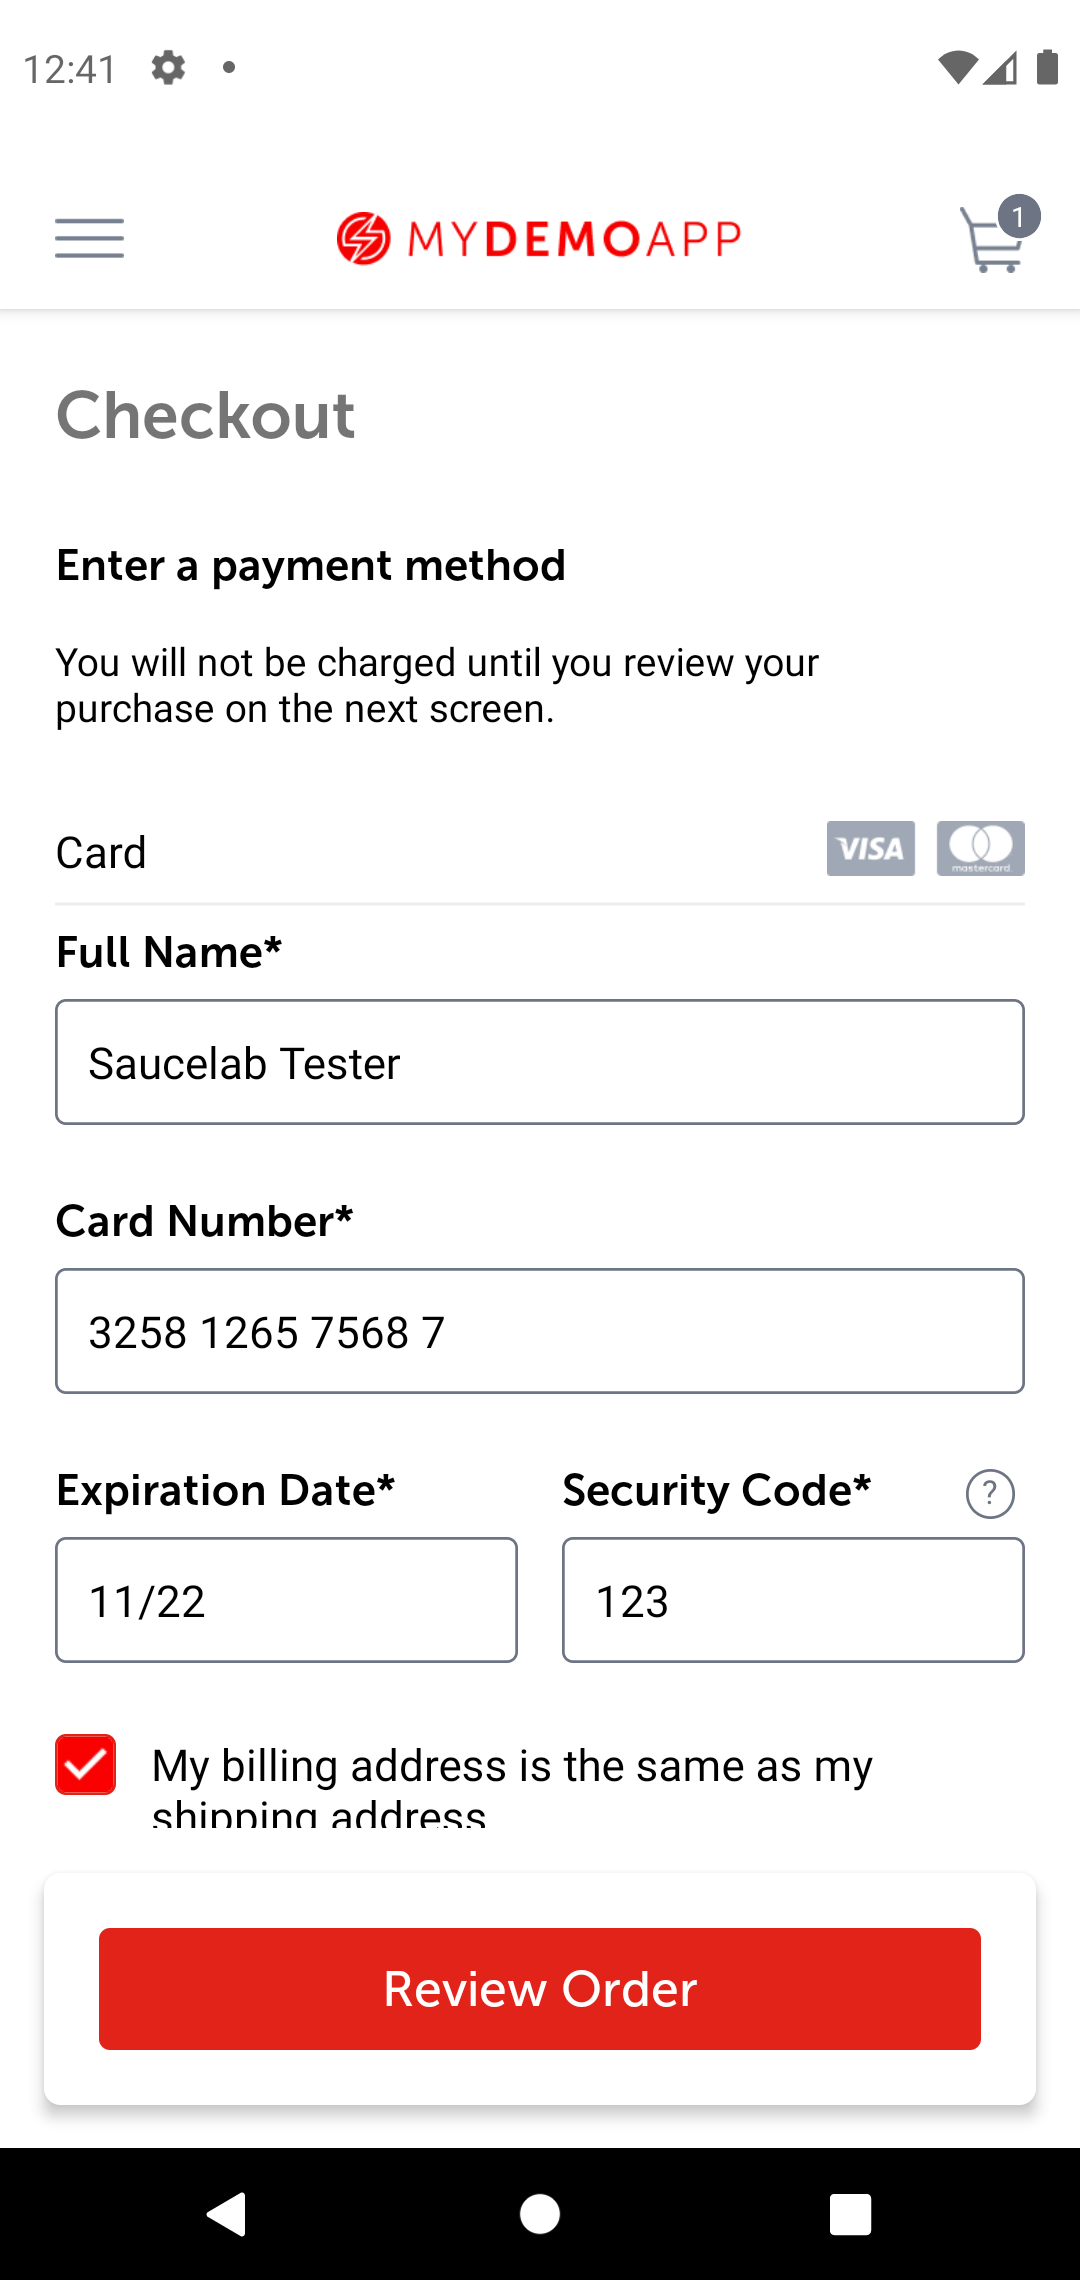 12:41
MYDEMOAPP
1
Checkout
Enter a payment method
You will not be charged until you review your
purchase on the next screen.
Card
VISA
mastercard
Full Name*
Saucelab Tester
Card Number*
3258 1265 7568 7
Expiration Date*
Security Code*
?
11/22
123
My billing address is the same as my
shipping address
Review Order